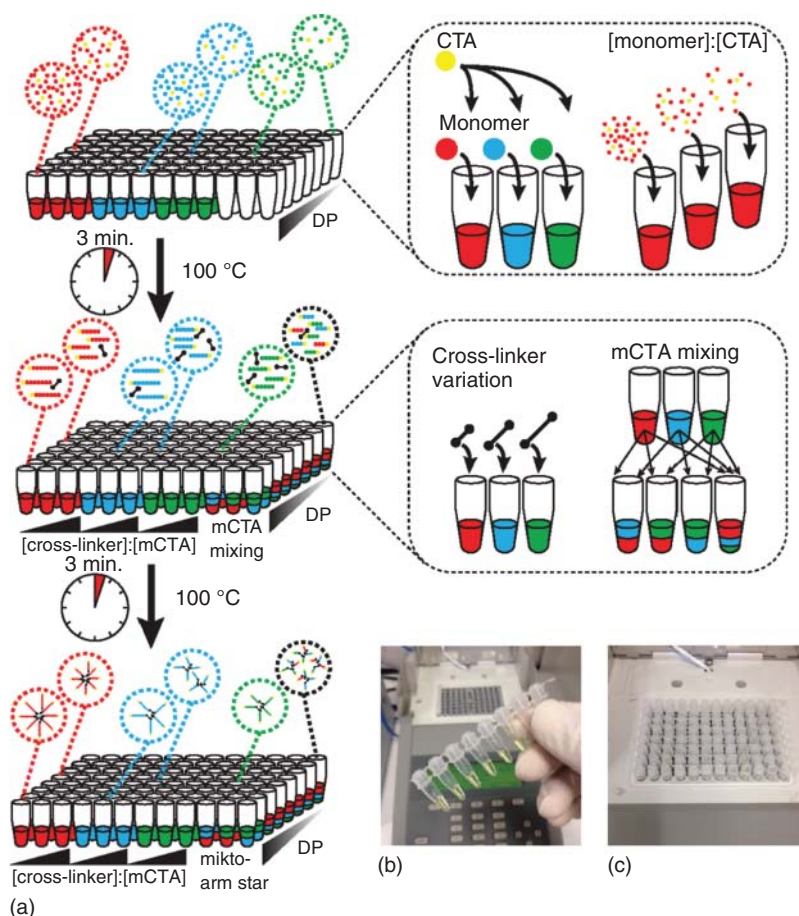 CTA
[monomer]:[CTA]
Monomer
DP
3 min.
100 °C
Cross-linker
variation
mCTA mixing
[cross-linker]:[mCTA]
mCTA
mixing
DP
3 min.
100 °C
[cross-linker]:[mCTA]
mikto-
arm star
DP
(a)
(b)
(c)